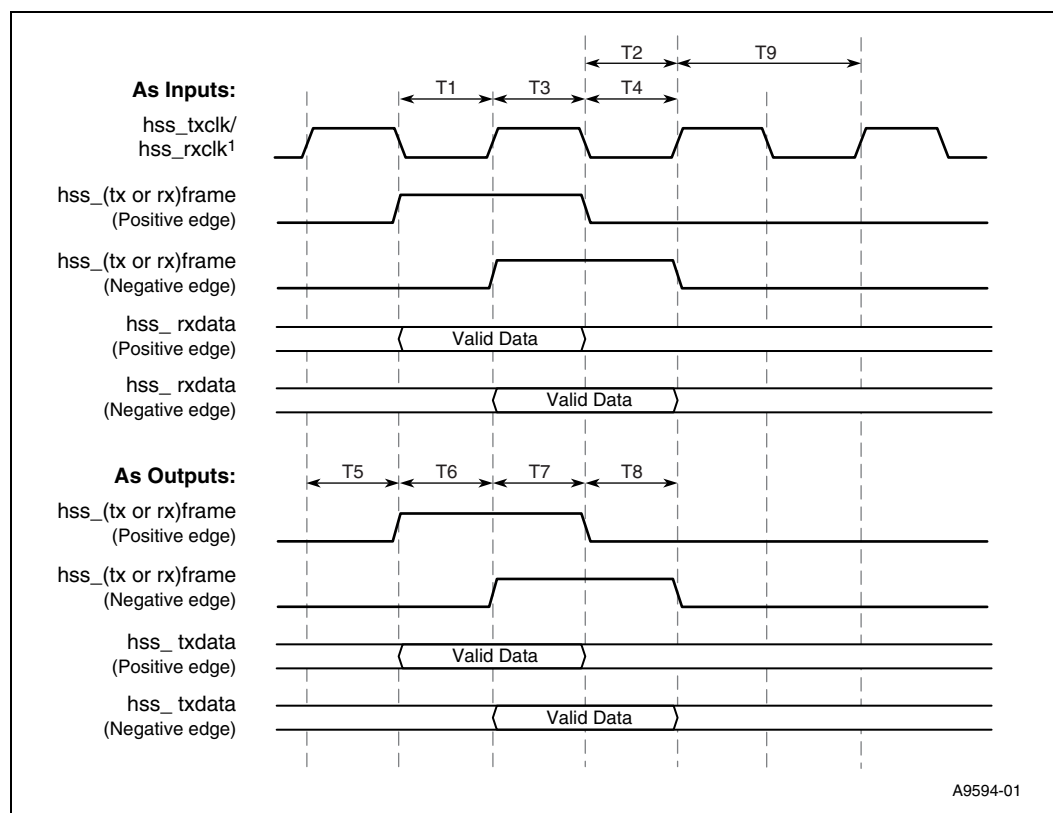 T2 T9
As Inputs: T1 T3 T4
hss_txclk/
hss_rxclk1
hss_(tx or rx)frame
(Positive edge)
hss_(tx or rx)frame
(Negative edge)
hss_ rxdata
(Positive edge)
Valid Data
hss_ rxdata
(Negative edge)
Valid Data
As Outputs: T5 T6 T7 T8
hss_(tx or rx)frame
(Positive edge)
hss_(tx or rx)frame
(Negative edge)
hss_ txdata
(Positive edge)
Valid Data
hss_ txdata
(Negative edge)
Valid Data
A9594-01